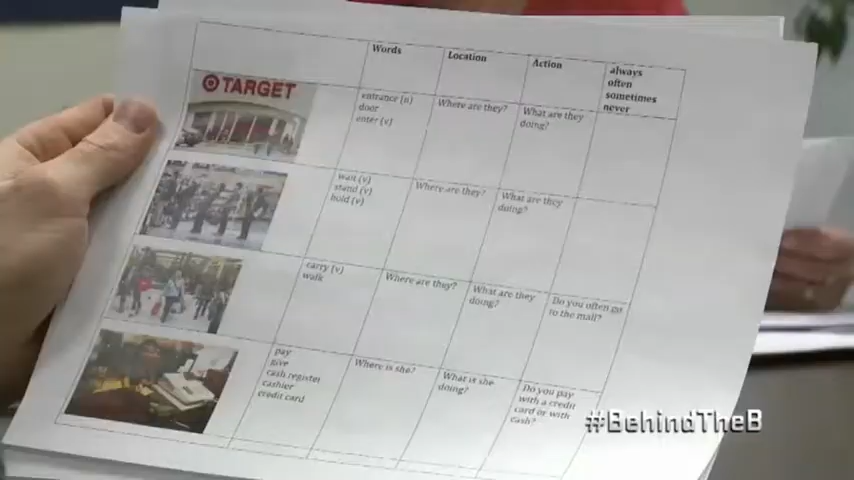 Words
Location
Action
always
often
sometimes
never
TARGET
entrance (n)
door
enter (v)
Where are they?
What are they
doing?
wait (v)
stand (v)
hold (v)
Where are they?
What are they
doing?
carry (v)
walk
Where are they?
What are they
doing?
Do you often go
to the mall?
pay
give
cash register
cashier
credit card
Where is she?
What is she
doing?
Do you pay
with a credit
card or with
cash?
#BehindTheB